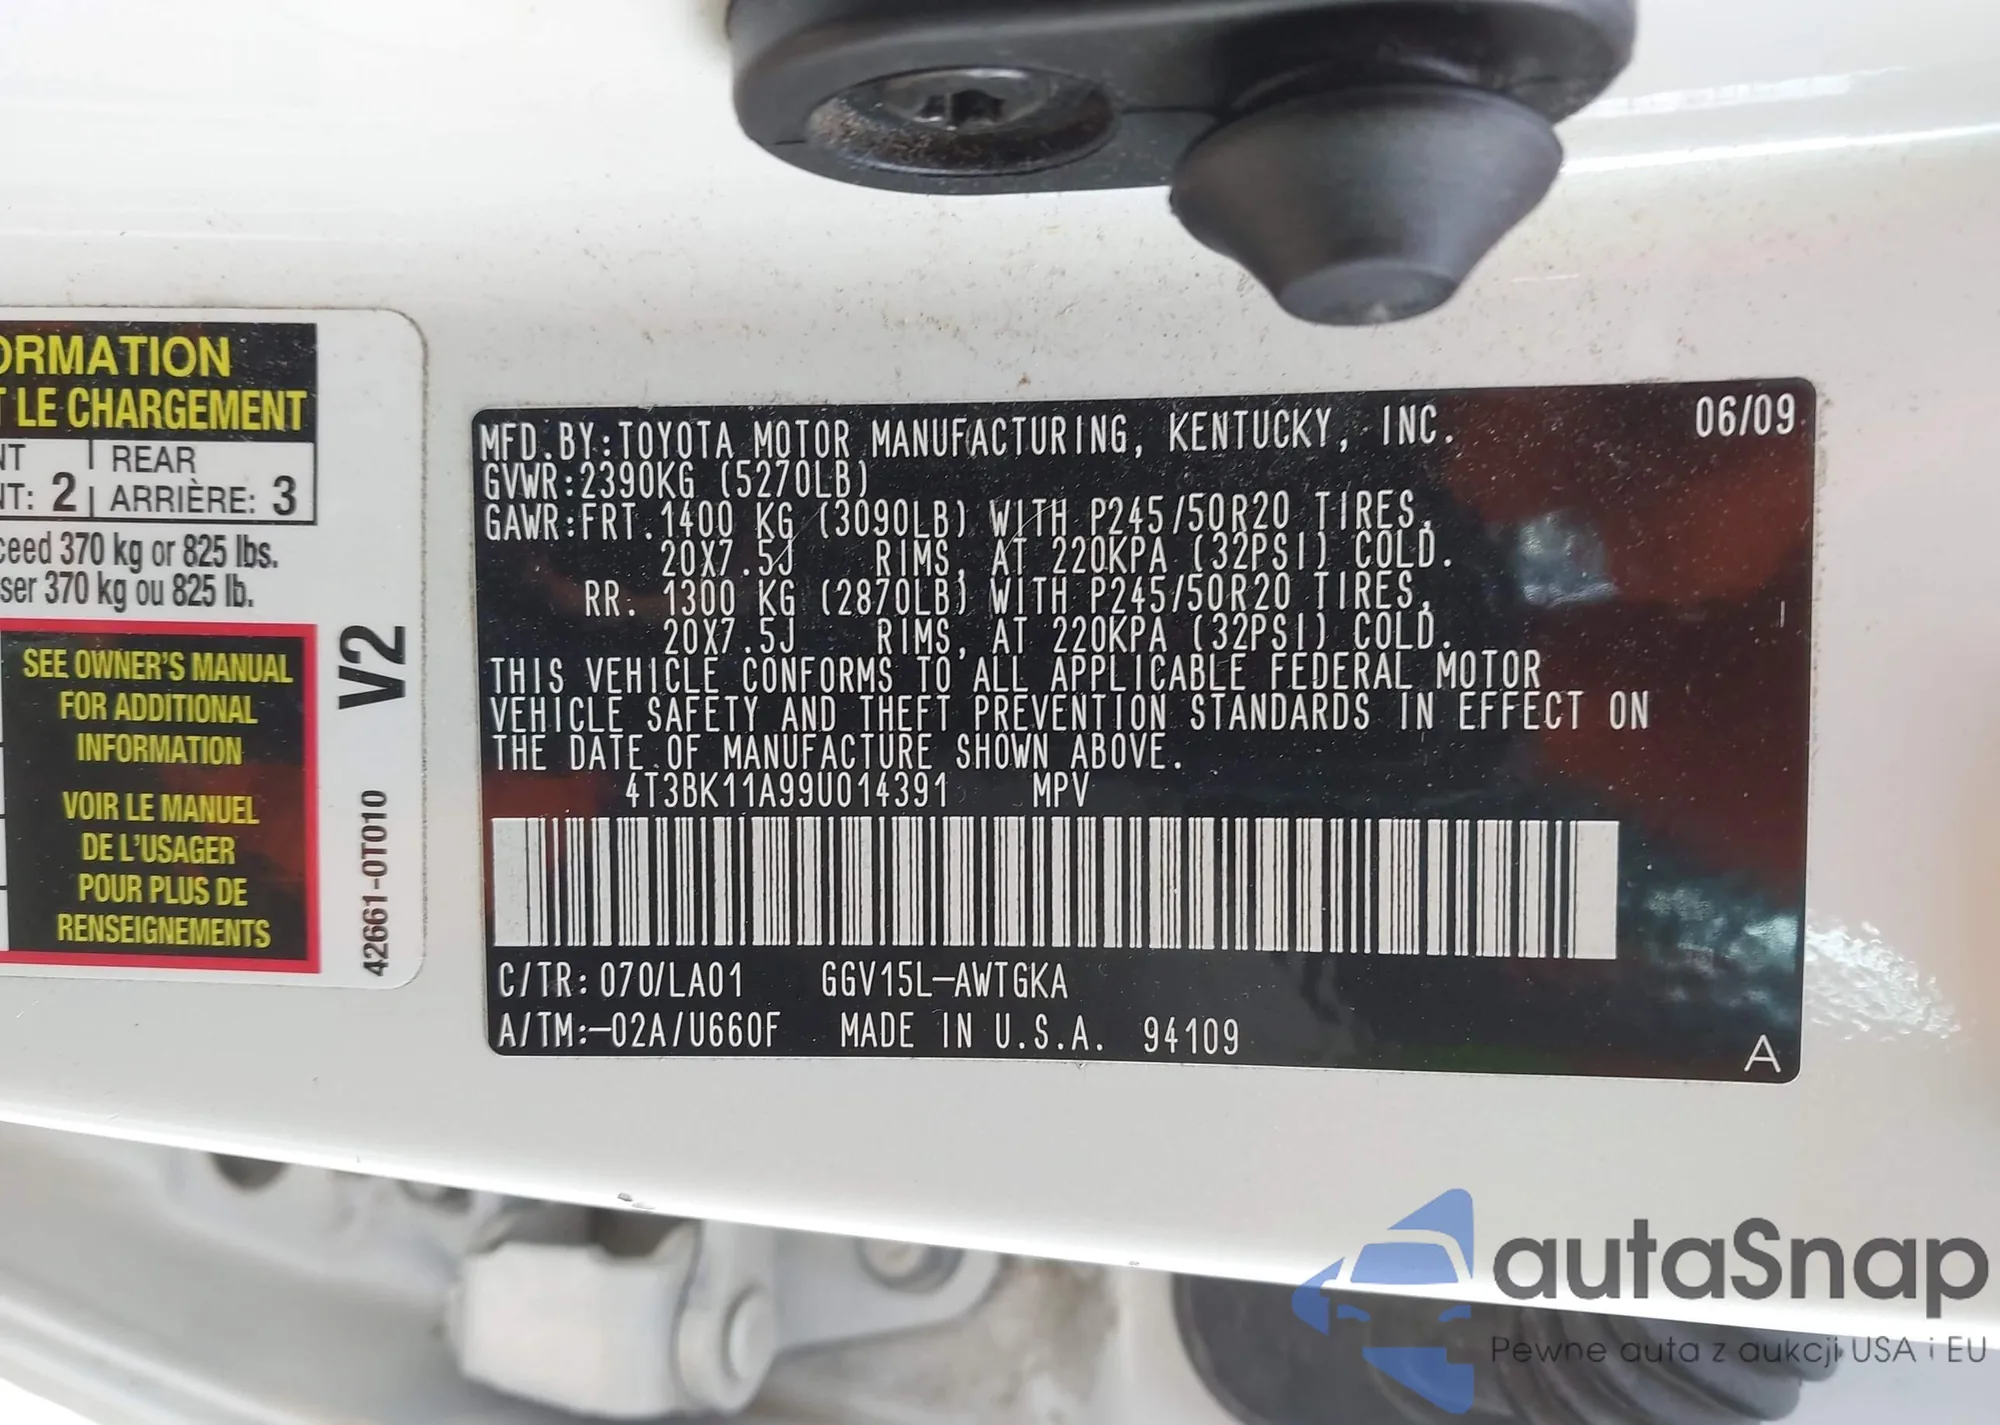 ORMATION
T LE CHARGEMENT
NT | REAR
NT: 2 | ARRIÈRE: 3
ceed 370 kg or 825 lbs.
ser 370 kg ou 825 lb.
SEE OWNER'S MANUAL
FOR ADDITIONAL
INFORMATION
VOIR LE MANUEL
DE L'USAGER
POUR PLUS DE
RENSEIGNEMENTS
V2
42661-0T010
MFD.BY:TOYOTA MOTOR MANUFACTURING, KENTUCKY, INC. 06/09
GVWR:2390KG (5270LB)
GAWR:FRT.1400 KG (3090LB) WITH P245/50R20 TIRES,
20X7.5J RIMS, AT 220KPA (32PSI) COLD.
RR. 1300 KG (2870LB) WITH P245/50R20 TIRES,
20X7.5J RIMS, AT 220KPA (32PSI) COLD.
THIS VEHICLE CONFORMS TO ALL APPLICABLE FEDERAL MOTOR
VEHICLE SAFETY AND THEFT PREVENTION STANDARDS IN EFFECT ON
THE DATE OF MANUFACTURE SHOWN ABOVE.
4T3BK11A99U014391 MPV
C/TR: 070/LA01 GGV15L-AWTGKA
A/TM:-02A/U660F MADE IN U.S.A. 94109
A
autaSnap
Pewne auta z aukcji USA i EU